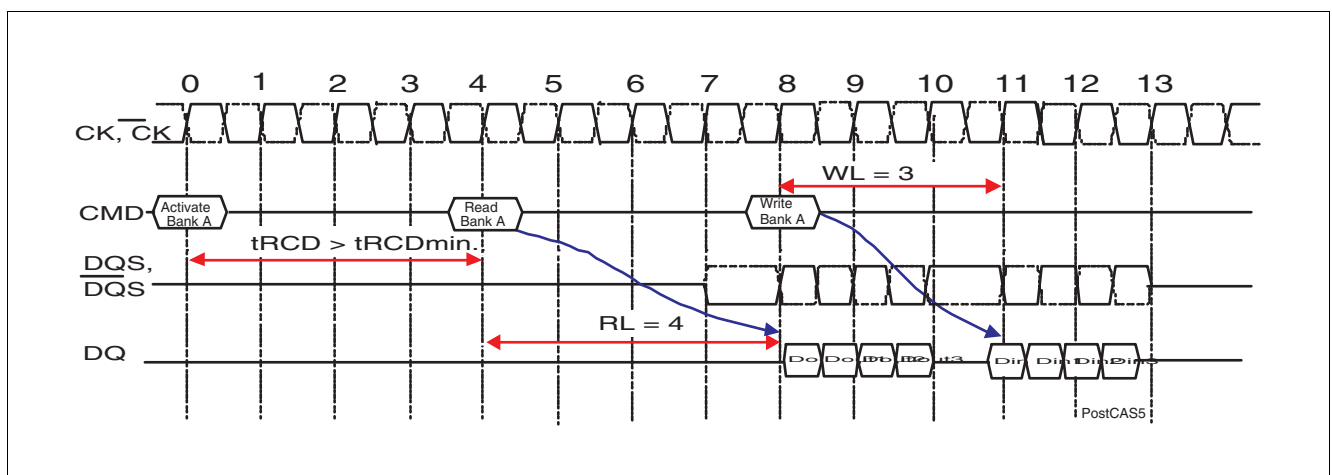 0 1 2 3 4 5 6 7 8 9 10 11 12 13
CK, CK
WL = 3
CMD
Activate
Bank A
Read
Bank A
Write
Bank A
tRCD > tRCDmin.
DQS,
DQS
RL = 4
DQ
PostCAS5